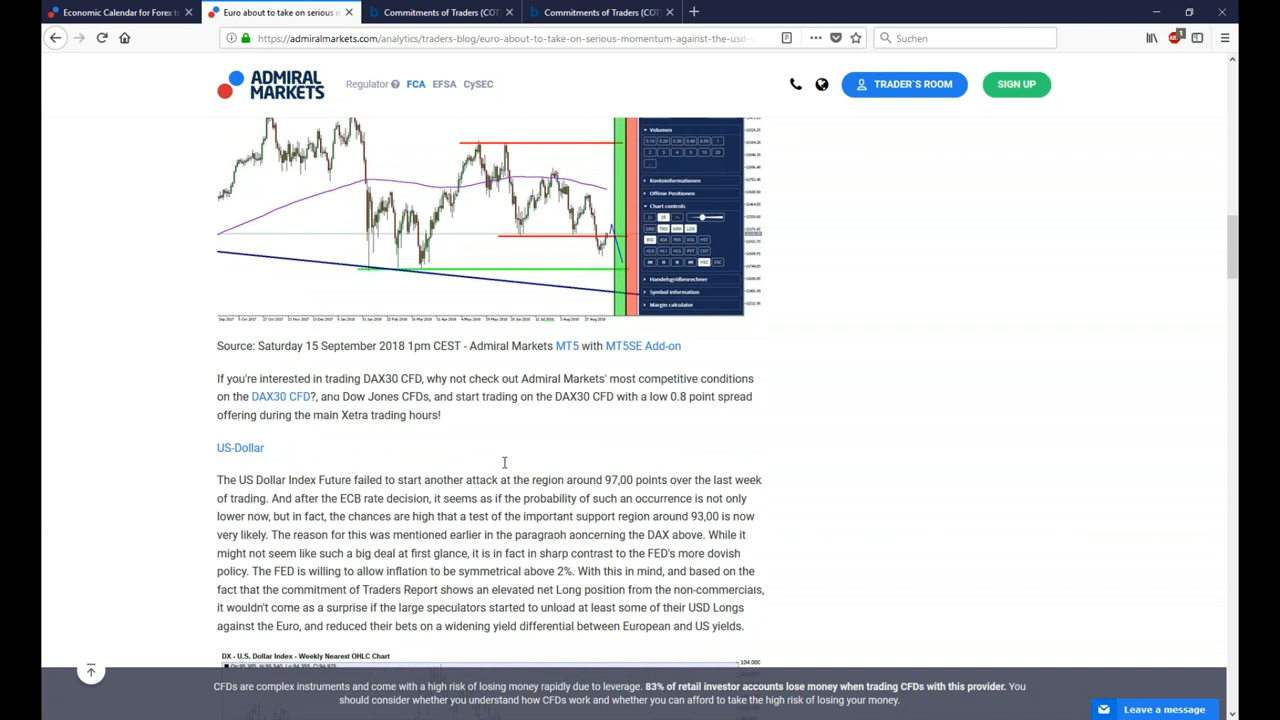 Economic Calendar for Forex t
Euro about to take on serious
Commitments of Traders (COT
Commitments of Traders (COT
https://admiralmarkets.com/analytics/traders-blog/euro-about-to-take-on-serious-momentum-against-the-usd-
Suchen
ADMIRAL
MARKETS
Regulator FCA EFSA CySEC
TRADER`S ROOM
SIGN UP
Volumen
Kontoinformationen
Offene Positionen
Chart controls
Handelsgrößenrechner
Symbol information
Margin calculator
Source: Saturday 15 September 2018 1pm CEST - Admiral Markets MT5 with MT5SE Add-on
If you're interested in trading DAX30 CFD, why not check out Admiral Markets' most competitive conditions
on the DAX30 CFD?, and Dow Jones CFDs, and start trading on the DAX30 CFD with a low 0.8 point spread
offering during the main Xetra trading hours!
US-Dollar
The US Dollar Index Future failed to start another attack at the region around 97,00 points over the last week
of trading. And after the ECB rate decision, it seems as if the probability of such an occurrence is not only
lower now, but in fact, the chances are high that a test of the important support region around 93,00 is now
very likely. The reason for this was mentioned earlier in the paragraph aoncerning the DAX above. While it
might not seem like such a big deal at first glance, it is in fact in sharp contrast to the FED's more dovish
policy. The FED is willing to allow inflation to be symmetrical above 2%. With this in mind, and based on the
fact that the commitment of Traders Report shows an elevated net Long position from the non-commercials,
it wouldn't come as a surprise if the large speculators started to unload at least some of their USD Longs
against the Euro, and reduced their bets on a widening yield differential between European and US yields.
DX - U.S. Dollar Index - Weekly Nearest OHLC Chart
104.000
CFDs are complex instruments and come with a high risk of losing money rapidly due to leverage. 83% of retail investor accounts lose money when trading CFDs with this provider. You
should consider whether you understand how CFDs work and whether you can afford to take the high risk of losing your money.
Leave a message